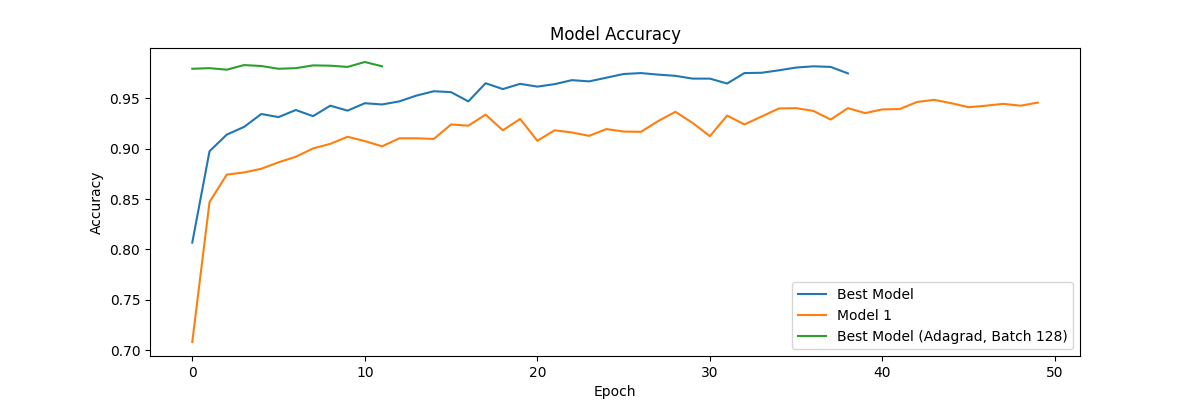 Model Accuracy
Accuracy
0.95
0.90
0.85
0.80
0.75
0.70
Best Model
Model 1
Best Model (Adagrad, Batch 128)
0 10 20 30 40 50
Epoch